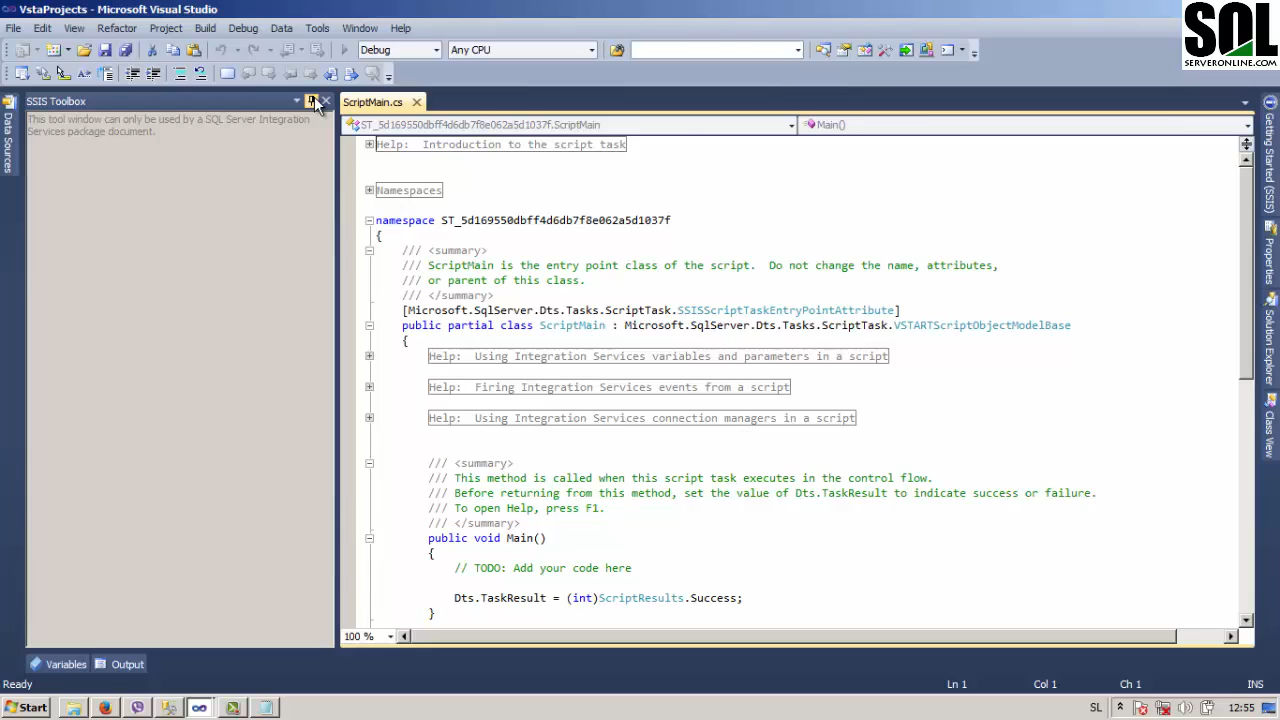 VstaProjects - Microsoft Visual Studio
SQL
SERVERONLINE.COM
File Edit View Refactor Project Build Debug Data Tools Window Help
Debug Any CPU
SSIS Toolbox
This tool window can only be used by a SQL Server Integration
Services package document.
Data Sources
ScriptMain.cs
ST_5d169550dbff4d6db7f8e062a5d1037f.ScriptMain Main()
Help: Introduction to the script task
Namespaces
namespace ST_5d169550dbff4d6db7f8e062a5d1037f
{
/// <summary>
/// ScriptMain is the entry point class of the script. Do not change the name, attributes,
/// or parent of this class.
/// </summary>
[Microsoft.SqlServer.Dts.Tasks.ScriptTask.SSISScriptTaskEntryPointAttribute]
public partial class ScriptMain : Microsoft.SqlServer.Dts.Tasks.ScriptTask.VSTARTScriptObjectModelBase
{
Help: Using Integration Services variables and parameters in a script
Help: Firing Integration Services events from a script
Help: Using Integration Services connection managers in a script
/// <summary>
/// This method is called when this script task executes in the control flow.
/// Before returning from this method, set the value of Dts.TaskResult to indicate success or failure.
/// To open Help, press F1.
/// </summary>
public void Main()
{
// TODO: Add your code here
Dts.TaskResult = (int)ScriptResults.Success;
}
100 %
Getting Started (SSIS)
Properties
Solution Explorer
Class View
Variables Output
Ready Ln 1 Col 1 Ch 1 INS
Start SL 12:55